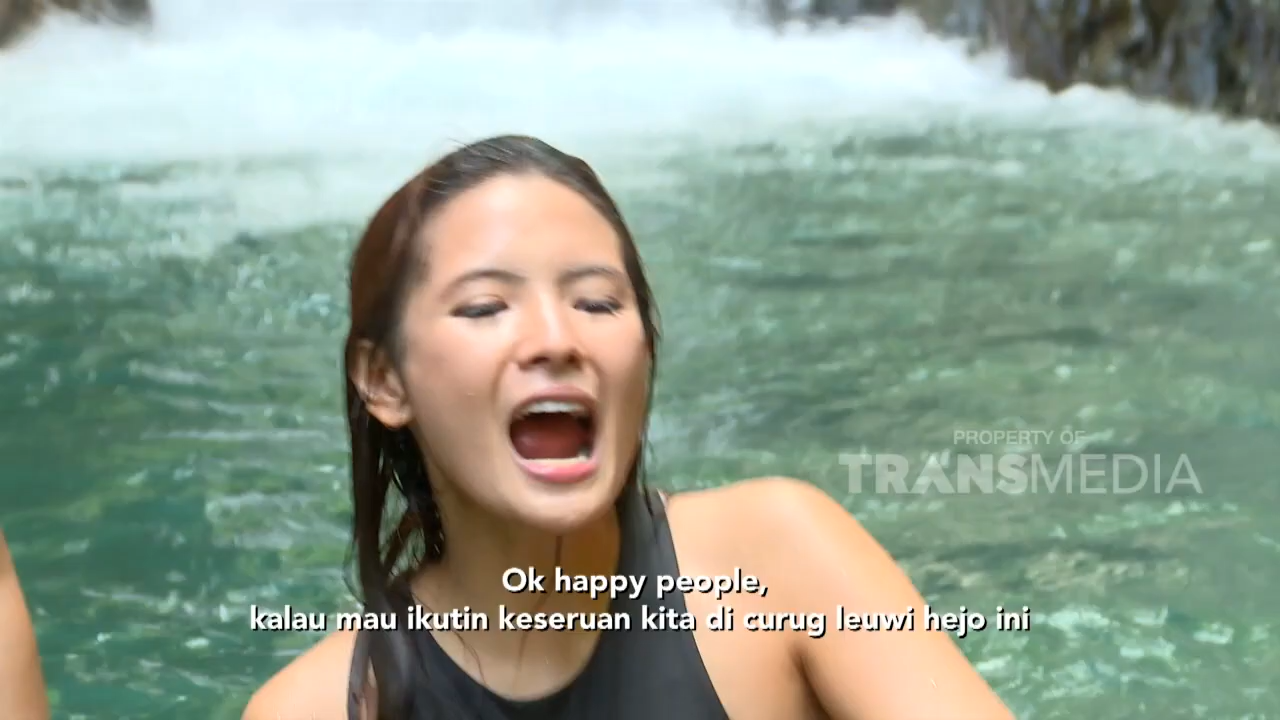 PROPERTY OF
TRANSMEDIA
Ok happy people,
kalau mau ikutin keseruan kita di curug leuwi hejo ini